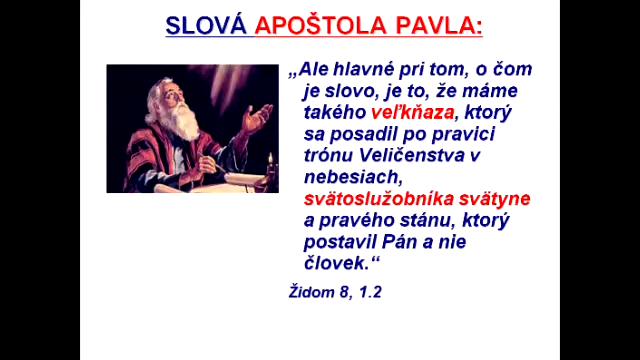 SLOVÁ APOŠTOLA PAVLA:
„Ale hlavné pri tom, o čom
je slovo, je to, že máme
takého veľkňaza, ktorý
sa posadil po pravici
trónu Veličenstva v
nebesiach,
svätoslužobníka svätyne
a pravého stánu, ktorý
postavil Pán a nie
človek.“
Židom 8, 1.2